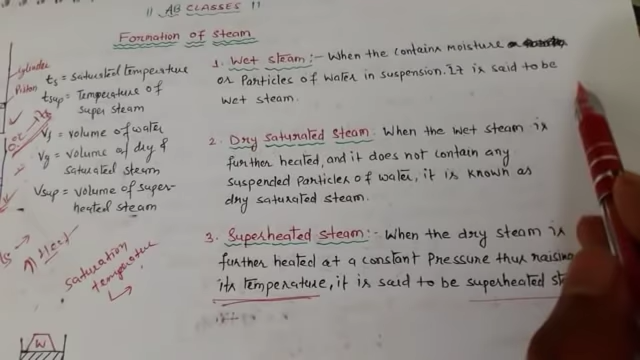 !! AB CLASSES !!
Formation of steam
Cylinder
Piston
ts = saturated temperature
tsup = Temperature of
super steam
Vf = volume of water
Vg = volume of dry &
saturated steam
Vsup = volume of super-
heated steam
Heat
saturation
temperature
W
1. Wet steam :- When the contains moisture
or Particles of water in suspension. It is said to be
wet steam.
2. Dry saturated steam. When the wet steam is
further heated, and it does not contain any
suspended particles of water, it is known as
dry saturated steam.
3. Superheated steam :- When the dry steam is
further heated at a constant Pressure thus raising
its temperature, it is said to be superheated st